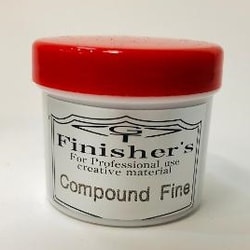 Finisher's
For Professional use
creative material
Compound Fine